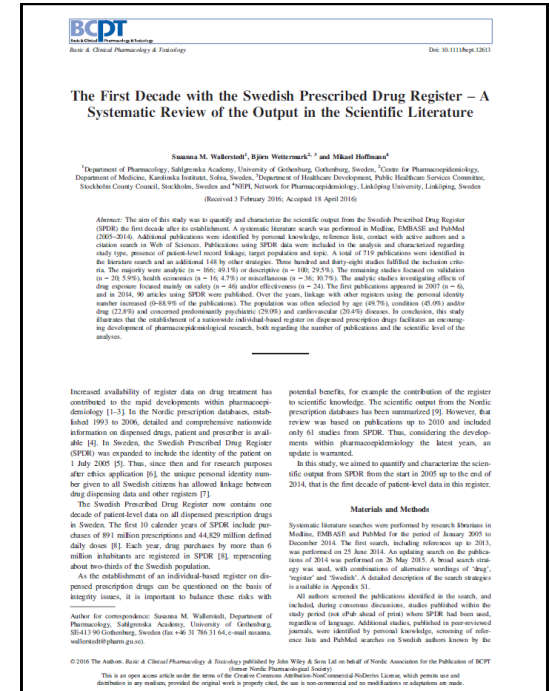 BCPT
Basic & Clinical Pharmacology & Toxicology
Basic & Clinical Pharmacology & Toxicology Doi: 10.1111/bcpt.12613
The First Decade with the Swedish Prescribed Drug Register – A
Systematic Review of the Output in the Scientific Literature
Susanna M. Wallerstedt1, Björn Wettermark2, 3 and Mikael Hoffmann4
1Department of Pharmacology, Sahlgrenska Academy, University of Gothenburg, Gothenburg, Sweden, 2Centre for Pharmacoepidemiology,
Department of Medicine, Karolinska Institutet, Solna, Sweden, 3Department of Healthcare Development, Public Healthcare Services Committee,
Stockholm County Council, Stockholm, Sweden and 4NEPI, Network for Pharmacoepidemiology, Linköping University, Linköping, Sweden
(Received 3 February 2016; Accepted 18 April 2016)
Abstract: The aim of this study was to quantify and characterize the scientific output from the Swedish Prescribed Drug Register
(SPDR) the first decade after its establishment. A systematic literature search was performed in Medline, EMBASE and PubMed
(2005–2014). Additional publications were identified by personal knowledge, reference lists, contact with active authors and a
citation search in Web of Sciences. Publications using SPDR data were included in the analysis and characterized regarding
study type, presence of patient-level record linkage, target population and topic. A total of 719 publications were identified in
the literature search and an additional 148 by other strategies. Three hundred and thirty-eight studies fulfilled the inclusion crite-
ria. The majority were analytic (n = 166; 49.1%) or descriptive (n = 100; 29.5%). The remaining studies focused on validation
(n = 20; 5.9%), health economics (n = 16; 4.7%) or miscellaneous (n = 36; 10.7%). The analytic studies investigating effects of
drug exposure focused mainly on safety (n = 46) and/or effectiveness (n = 24). The first publications appeared in 2007 (n = 6),
and in 2014, 90 articles using SPDR were published. Over the years, linkage with other registers using the personal identity
number increased (0-88.9% of the publications). The population was often selected by age (49.7%), condition (45.0%) and/or
drug (22.8%) and concerned predominantly psychiatric (29.0%) and cardiovascular (20.4%) diseases. In conclusion, this study
illustrates that the establishment of a nationwide individual-based register on dispensed prescription drugs facilitates an encourag-
ing development of pharmacoepidemiological research, both regarding the number of publications and the scientific level of the
analyses.
Increased availability of register data on drug treatment has
contributed to the rapid developments within pharmacoepi-
demiology [1–3]. In the Nordic prescription databases, estab-
lished 1993 to 2006, detailed and comprehensive nationwide
information on dispensed drugs, patient and prescriber is avail-
able [4]. In Sweden, the Swedish Prescribed Drug Register
(SPDR) was expanded to include the identity of the patient on
1 July 2005 [5]. Thus, since then and for research purposes
after ethics application [6], the unique personal identity num-
ber given to all Swedish citizens has allowed linkage between
drug dispensing data and other registers [7].
The Swedish Prescribed Drug Register now contains one
decade of patient-level data on all dispensed prescription drugs
in Sweden. The first 10 calender years of SPDR include pur-
chases of 891 million prescriptions and 44,829 million defined
daily doses [8]. Each year, drug purchases by more than 6
million inhabitants are registered in SPDR [8], representing
about two-thirds of the Swedish population.
As the establishment of an individual-based register on dis-
pensed prescription drugs can be questioned on the basis of
integrity issues, it is important to balance these risks with
Author for correspondence: Susanna M. Wallerstedt, Department of
Pharmacology, Sahlgrenska Academy, University of Gothenburg,
SE-413 90 Gothenburg, Sweden (fax +46 31 786 31 64, e-mail susanna.
wallerstedt@pharm.gu.se).
potential benefits, for example the contribution of the register
to scientific knowledge. The scientific output from the Nordic
prescription databases has been summarized [9]. However, that
review was based on publications up to 2010 and included
only 61 studies from SPDR. Thus, considering the develop-
ments within pharmacoepidemiology the latest years, an
update is warranted.
In this study, we aimed to quantify and characterize the scien-
tific output from SPDR from the start in 2005 up to the end of
2014, that is the first decade of patient-level data in this register.
Materials and Methods
Systematic literature searches were performed by research librarians in
Medline, EMBASE and PubMed for the period of January 2005 to
December 2014. The first search, including references up to 2013,
was performed on 25 June 2014. An updating search on the publica-
tions of 2014 was performed on 26 May 2015. A broad search strat-
egy was used, with combinations of alternative wordings of 'drug',
'register' and 'Swedish'. A detailed description of the search strategies
is available in Appendix S1.
All authors screened the publications identified in the search, and
included, during consensus discussions, studies published within the
study period (not ePub ahead of print) where SPDR had been used,
regardless of language. Additional studies, published in peer-reviewed
journals, were identified by personal knowledge, screening of refer-
ence lists and PubMed searches on Swedish authors known by the
© 2016 The Authors. Basic & Clinical Pharmacology & Toxicology published by John Wiley & Sons Ltd on behalf of Nordic Association for the Publication of BCPT
(former Nordic Pharmacological Society)
This is an open access article under the terms of the Creative Commons Attribution-NonCommercial-NoDerivs License, which permits use and
distribution in any medium, provided the original work is properly cited, the use is non-commercial and no modifications or adaptations are made.